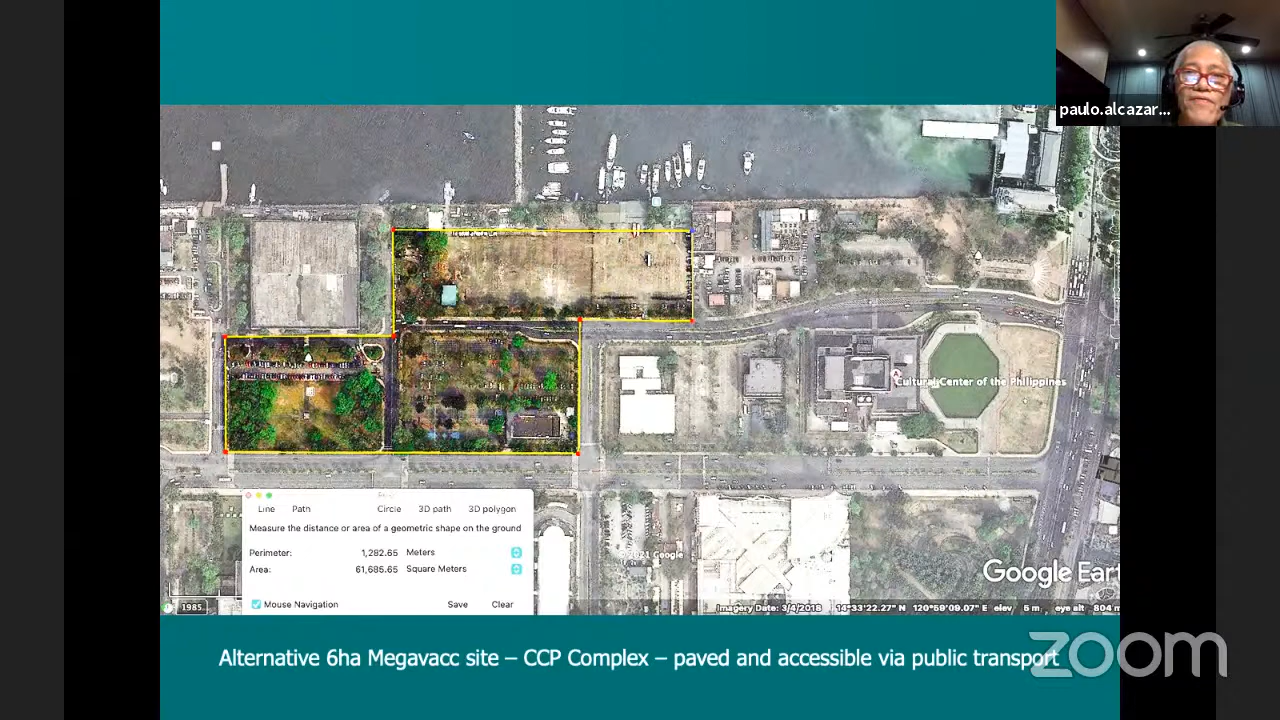 paulo.alcazar...
Cultural Center of the Philippines
Line Path Circle 3D path 3D polygon
Measure the distance or area of a geometric shape on the ground
Perimeter: 1,282.65 Meters
Area: 61,685.65 Square Meters
Mouse Navigation Save Clear
2021 Google
Google Eart
1985
Imagery Date: 3/4/2018 14°33'22.27" N 120°59'09.07" E elev 5 m eye alt 804 m
Alternative 6ha Megavacc site – CCP Complex – paved and accessible via public transport
zoom